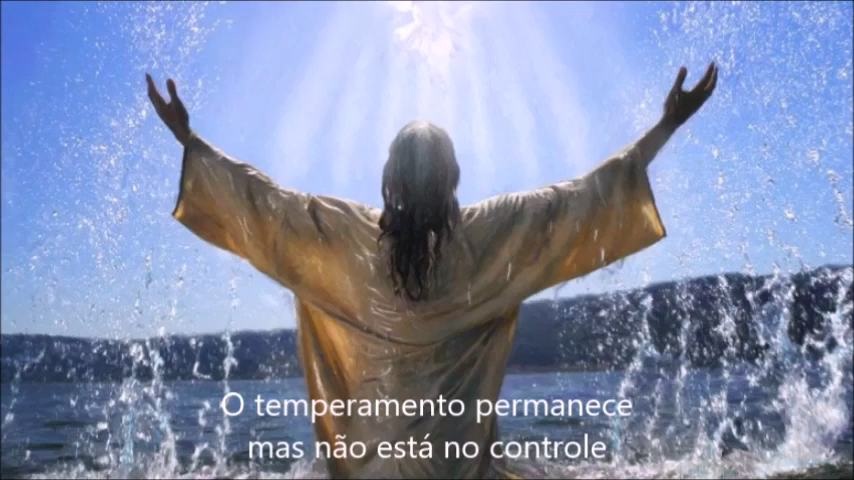 O temperamento permanece
mas não está no controle